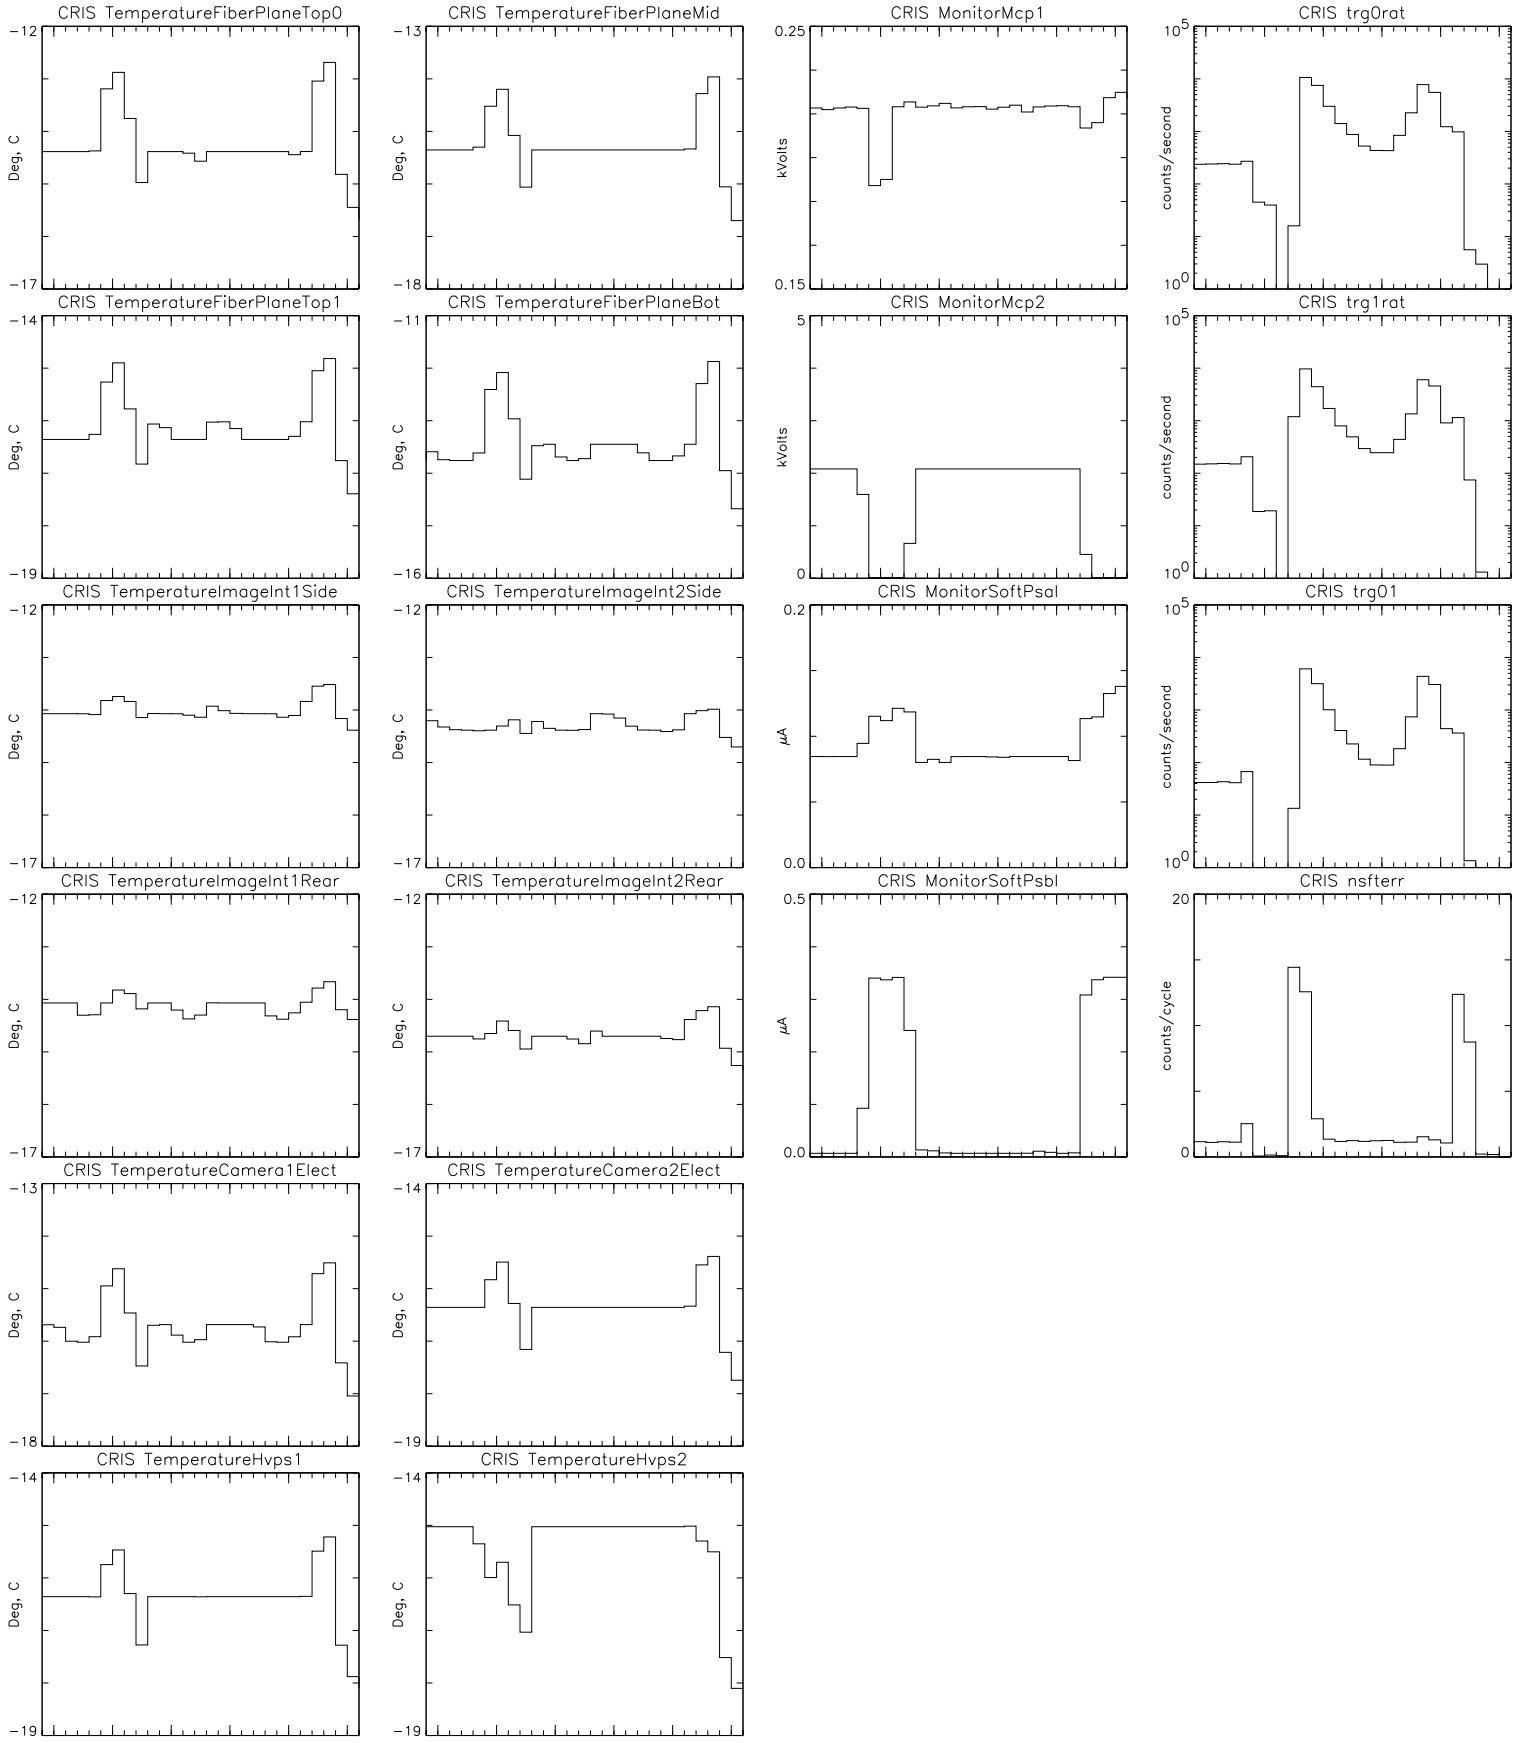 CRIS TemperatureFiberPlaneTop0
-12
Deg, C
-17
CRIS TemperatureFiberPlaneMid
-13
Deg, C
-18
CRIS MonitorMcp1
0.25
kVolts
0.15
CRIS trg0rat
10^5
counts/second
10^0
CRIS TemperatureFiberPlaneTop1
-14
Deg, C
-19
CRIS TemperatureFiberPlaneBot
-11
Deg, C
-16
CRIS MonitorMcp2
5
kVolts
0
CRIS trg1rat
10^5
counts/second
10^0
CRIS TemperatureImageInt1Side
-12
Deg, C
-17
CRIS TemperatureImageInt2Side
-12
Deg, C
-17
CRIS MonitorSoftPsaI
0.2
μA
0.0
CRIS trg01
10^5
counts/second
10^0
CRIS TemperatureImageInt1Rear
-12
Deg, C
-17
CRIS TemperatureImageInt2Rear
-12
Deg, C
-17
CRIS MonitorSoftPsbI
0.5
μA
0.0
CRIS nsfterr
20
counts/cycle
0
CRIS TemperatureCamera1Elect
-13
Deg, C
-18
CRIS TemperatureCamera2Elect
-14
Deg, C
-19
CRIS TemperatureHvps1
-14
Deg, C
-19
CRIS TemperatureHvps2
-14
Deg, C
-19